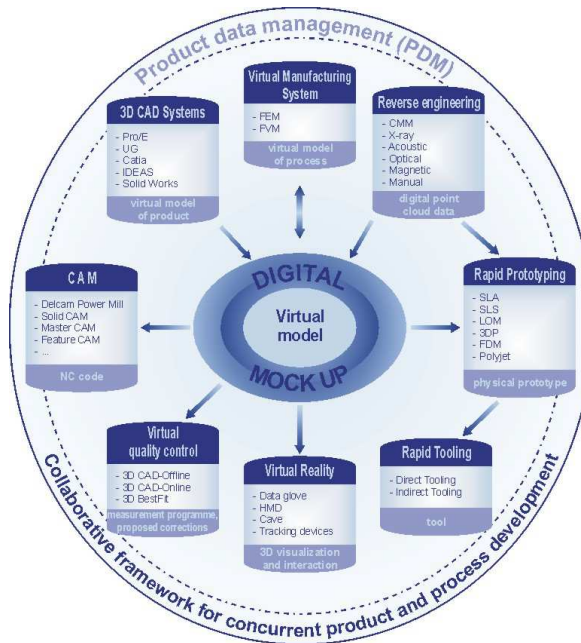 Product data management (PDM)
Virtual Manufacturing
System
- FEM
- FVM
virtual model
of process
3D CAD Systems
- Pro/E
- UG
- Catia
- IDEAS
- Solid Works
virtual model
of product
Reverse engineering
- CMM
- X-ray
- Acoustic
- Optical
- Magnetic
- Manual
digital point
cloud data
CAM
- Delcam Power Mill
- Solid CAM
- Master CAM
- Feature CAM
- ...
NC code
DIGITAL
Virtual
model
MOCK UP
Rapid Prototyping
- SLA
- SLS
- LOM
- 3DP
- FDM
- Polyjet
physical prototype
Virtual
quality control
- 3D CAD-Offline
- 3D CAD-Online
- 3D BestFit
measurement programme,
proposed corrections
Virtual Reality
- Data glove
- HMD
- Cave
- Tracking devices
3D visualization
and interaction
Rapid Tooling
- Direct Tooling
- Indirect Tooling
tool
Collaborative framework for concurrent product and process development